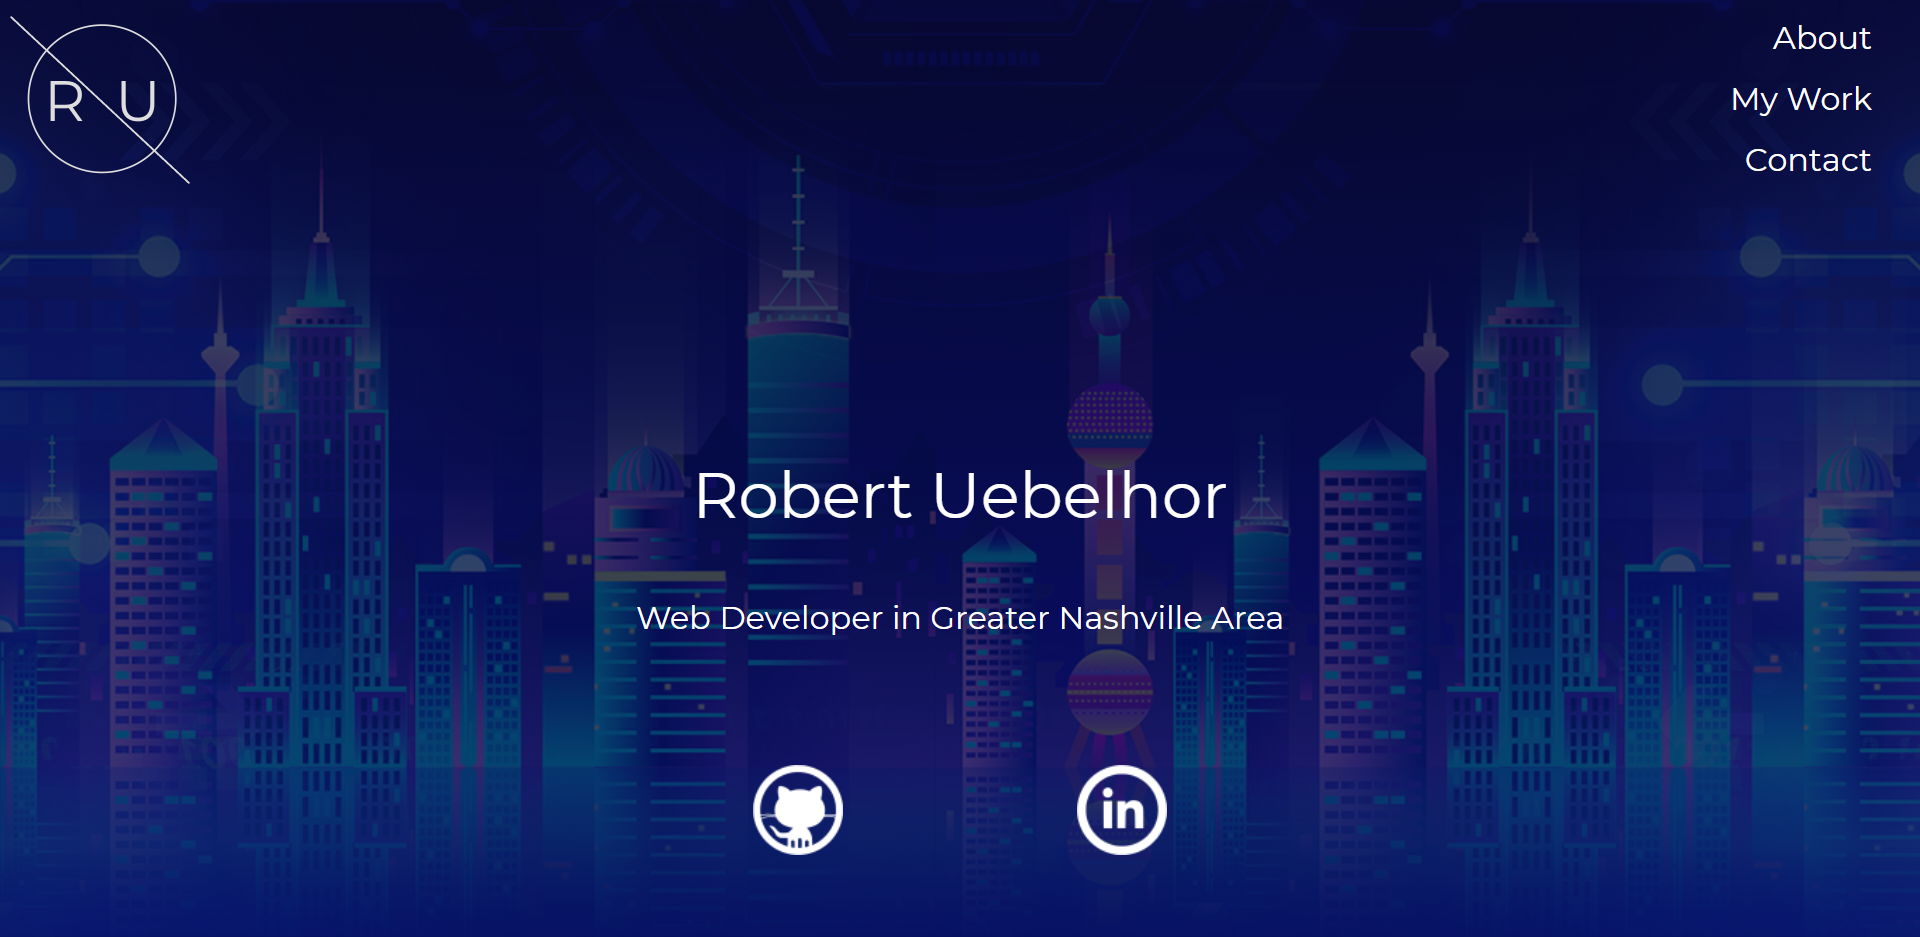 R U
About
My Work
Contact
Robert Uebelhor
Web Developer in Greater Nashville Area
in